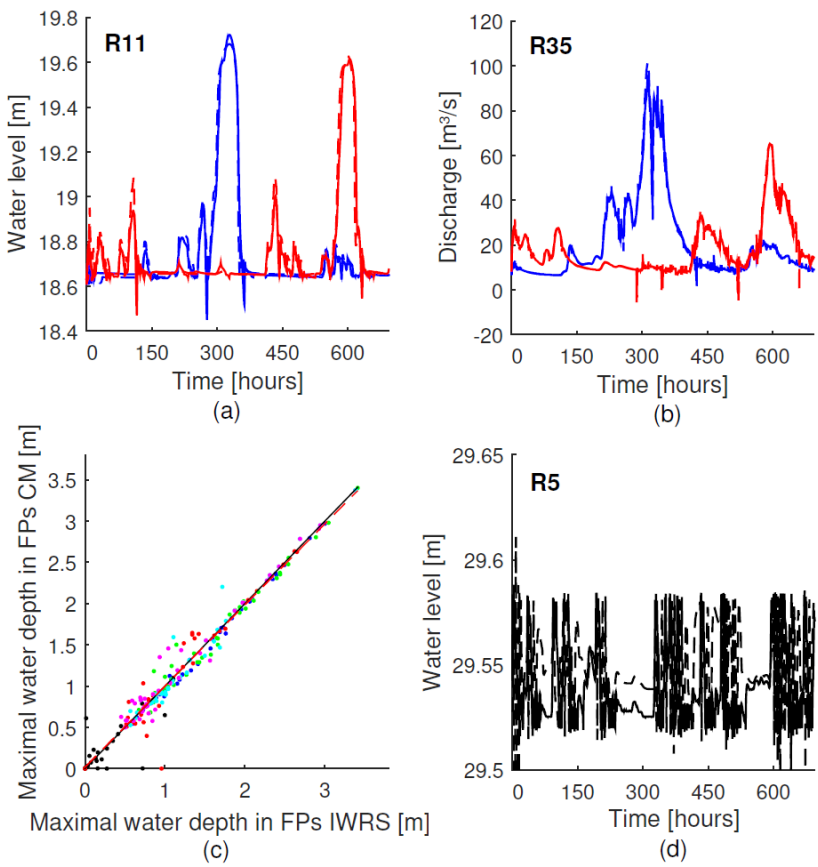 R11
Water level [m]
19.8
19.6
19.4
19.2
19
18.8
18.6
18.4
0 150 300 450 600
Time [hours]
(a)
R35
Discharge [m³/s]
120
100
80
60
40
20
0
-20
0 150 300 450 600
Time [hours]
(b)
Maximal water depth in FPs CM [m]
3.5
3
2.5
2
1.5
1
0.5
0
0 1 2 3
Maximal water depth in FPs IWRS [m]
(c)
R5
Water level [m]
29.65
29.6
29.55
29.5
0 150 300 450 600
Time [hours]
(d)